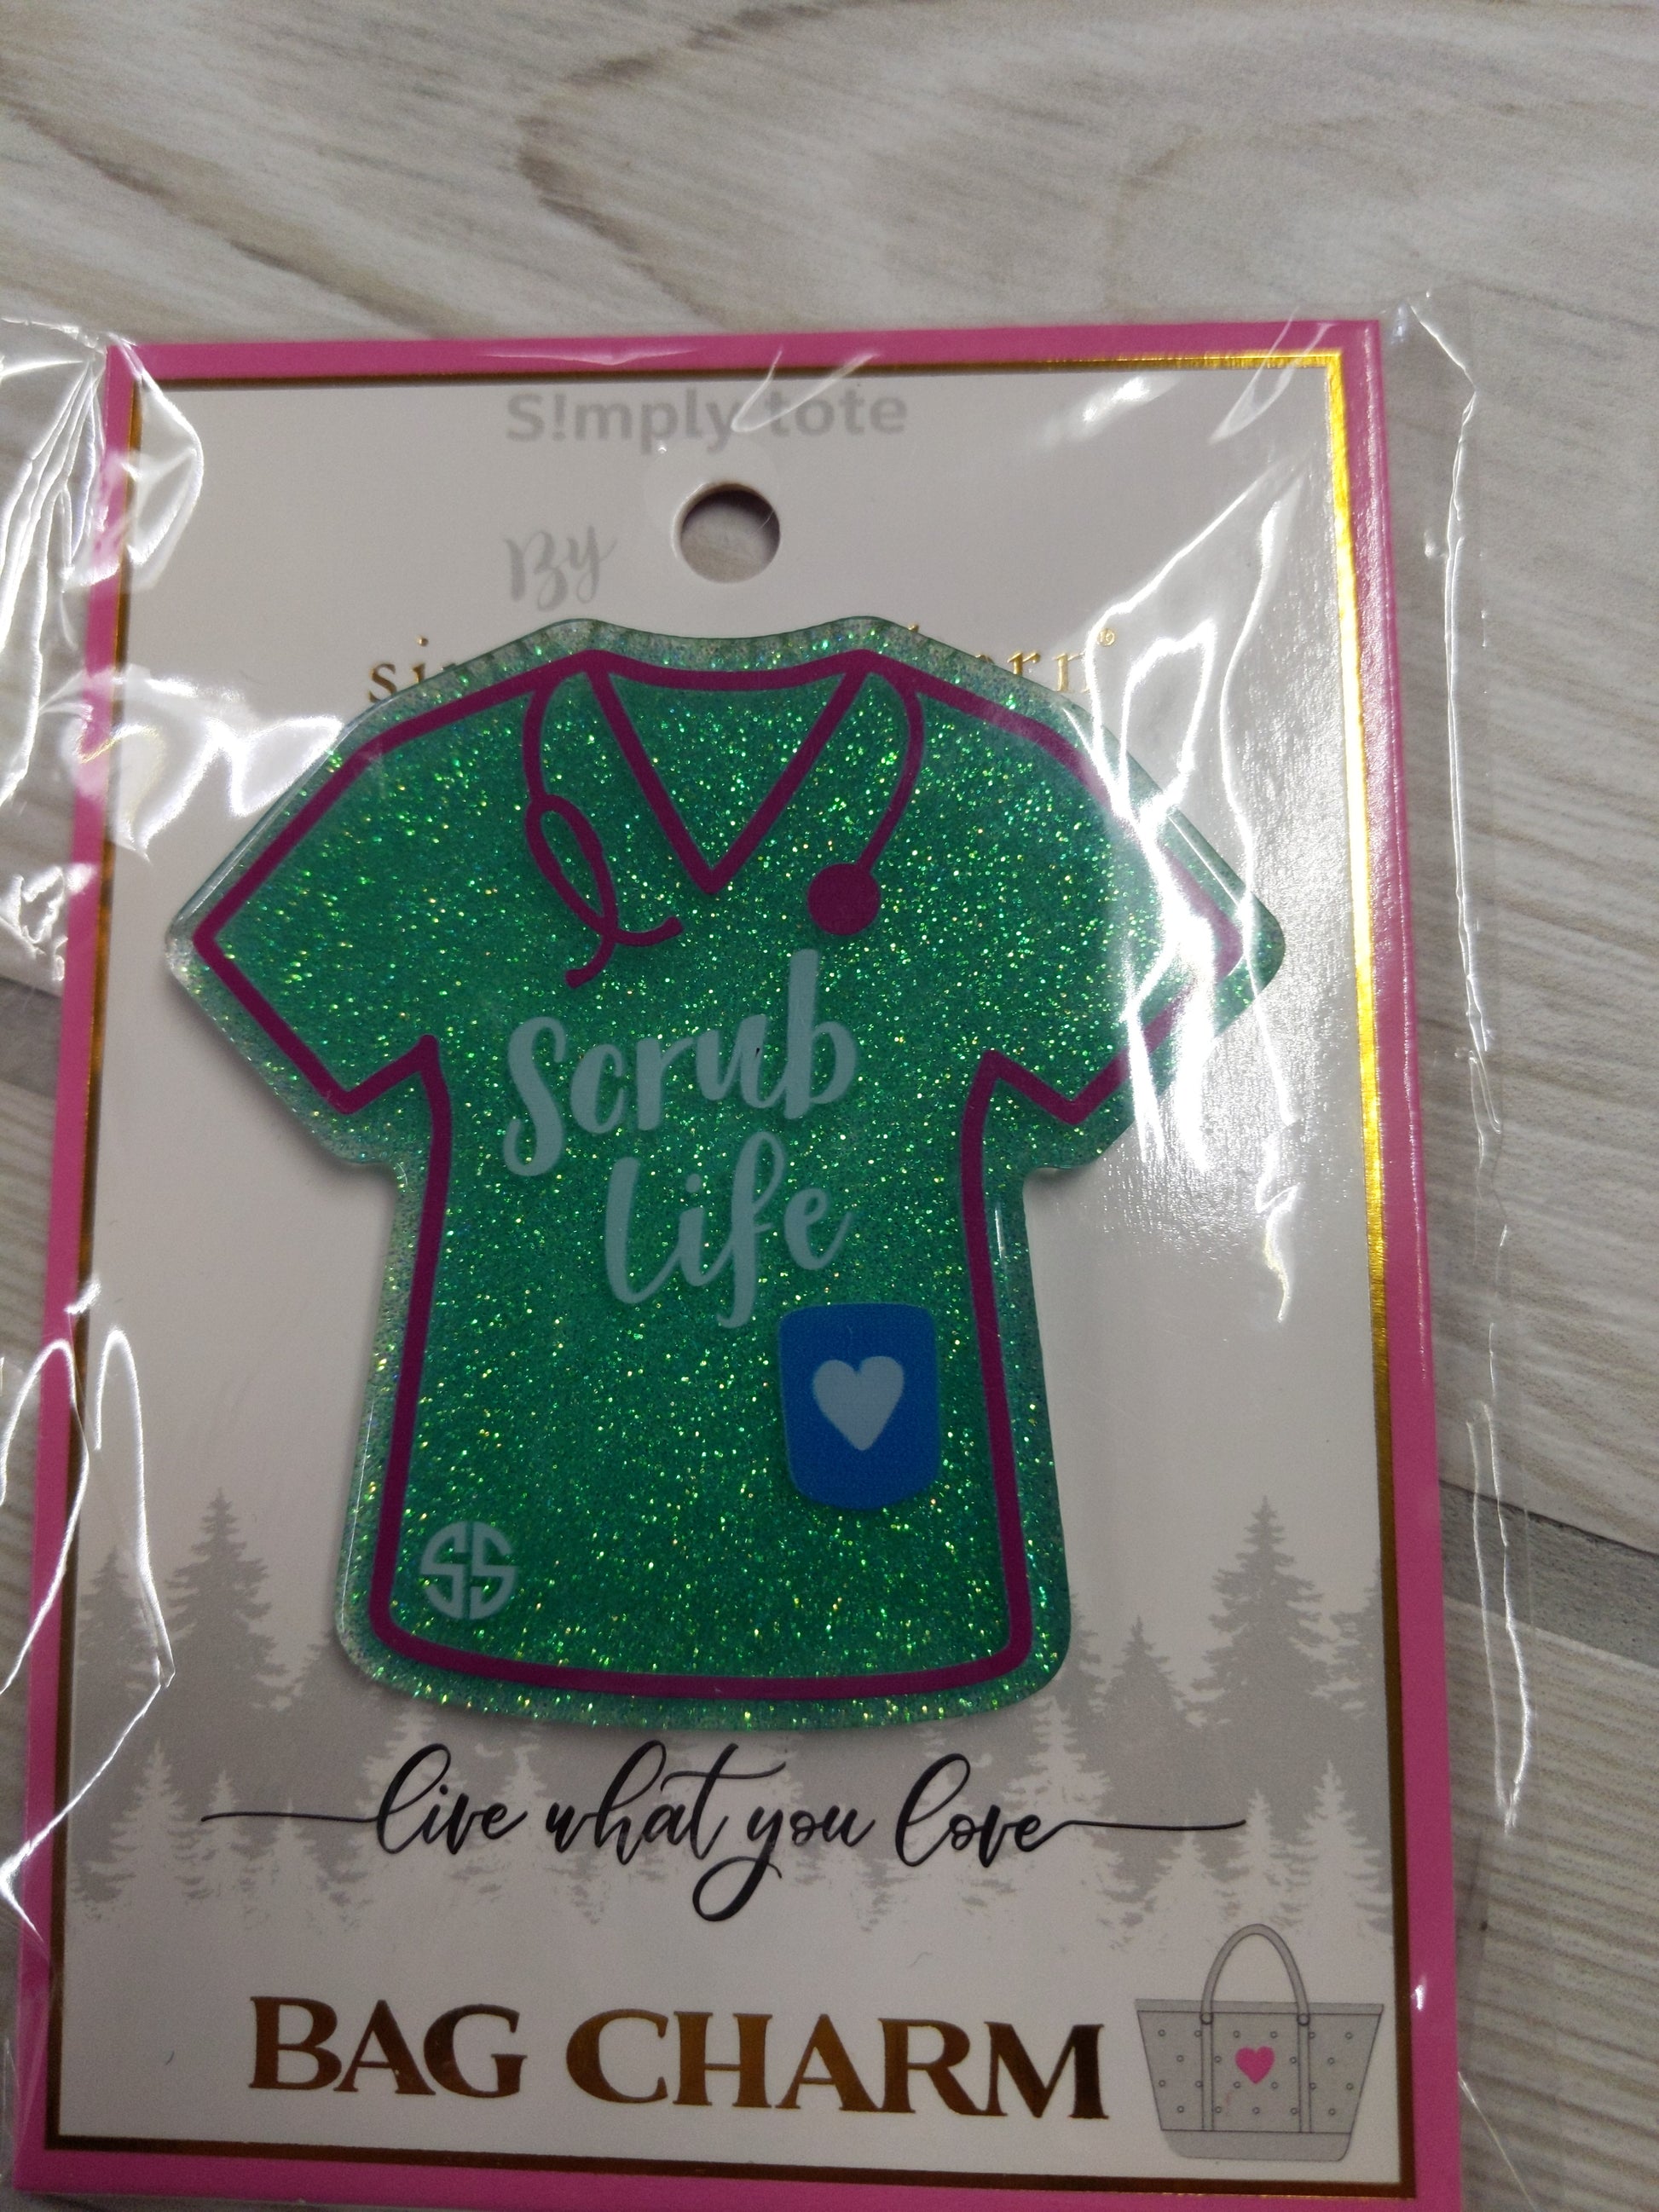 S!mply tote
By
Scrub
Life
SS
live what you love
BAG CHARM